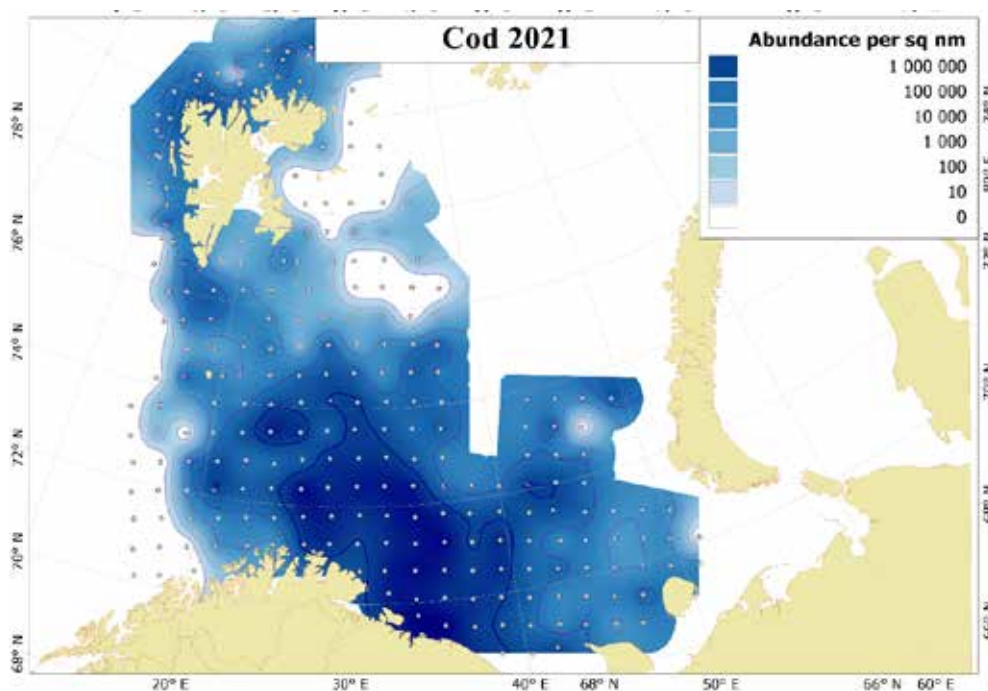 Cod 2021
Abundance per sq nm
1 000 000
100 000
10 000
1 000
100
10
0
78° N
76° N
74° N
72° N
70° N
68° N
20° E
30° E
40° E
68° N
50° E
66° N
60° E